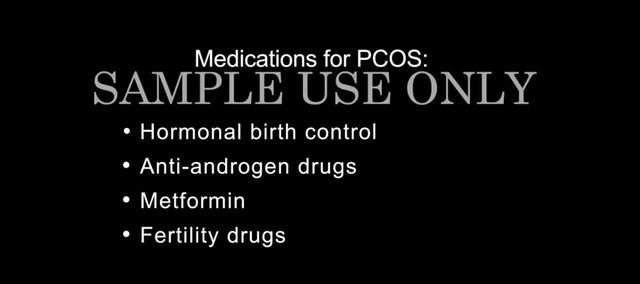 Medications for PCOS:
SAMPLE USE ONLY
• Hormonal birth control
• Anti-androgen drugs
• Metformin
• Fertility drugs